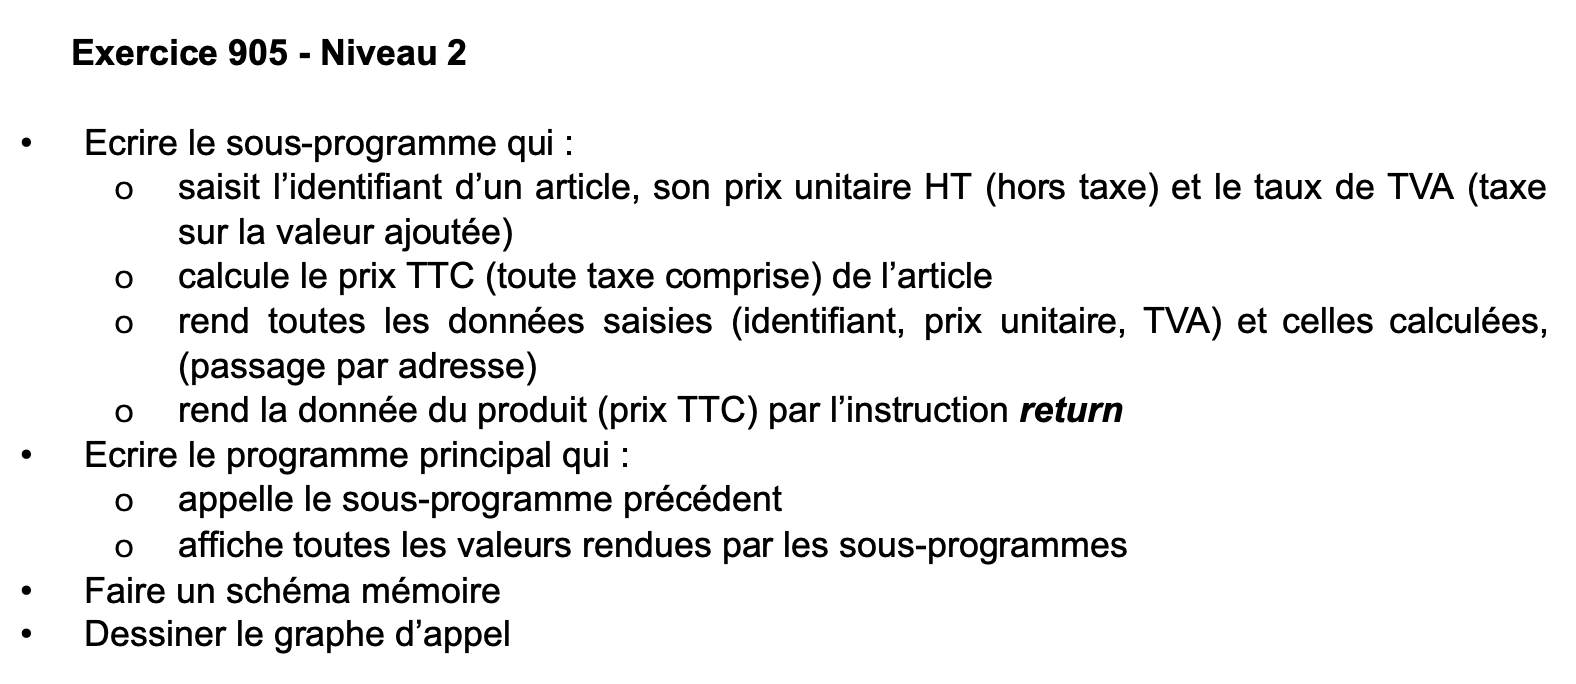 Exercice 905 - Niveau 2
• Ecrire le sous-programme qui :
o saisit l’identifiant d’un article, son prix unitaire HT (hors taxe) et le taux de TVA (taxe
sur la valeur ajoutée)
o calcule le prix TTC (toute taxe comprise) de l’article
o rend toutes les données saisies (identifiant, prix unitaire, TVA) et celles calculées,
(passage par adresse)
o rend la donnée du produit (prix TTC) par l’instruction return
• Ecrire le programme principal qui :
o appelle le sous-programme précédent
o affiche toutes les valeurs rendues par les sous-programmes
• Faire un schéma mémoire
• Dessiner le graphe d’appel